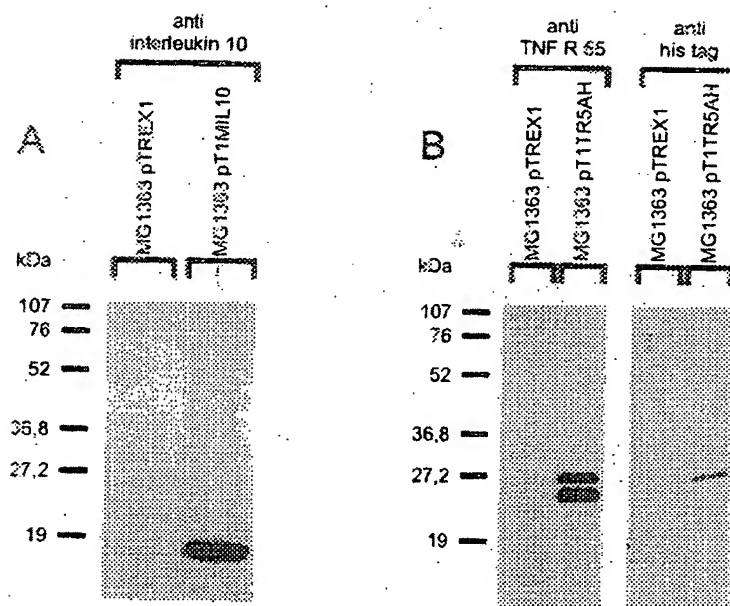 anti
interleukin 10
A
MG1363 pTREX1
MG1363 pT1MIL10
kDa
107
76
52
35,8
27,2
19
anti
TNF R 55
anti
his tag
B
MG1363 pTREX1
MG1363 pT1TR5AH
MG1363 pTREX1
MG1363 pT1TR5AH
kDa
107
76
52
36,8
27,2
19